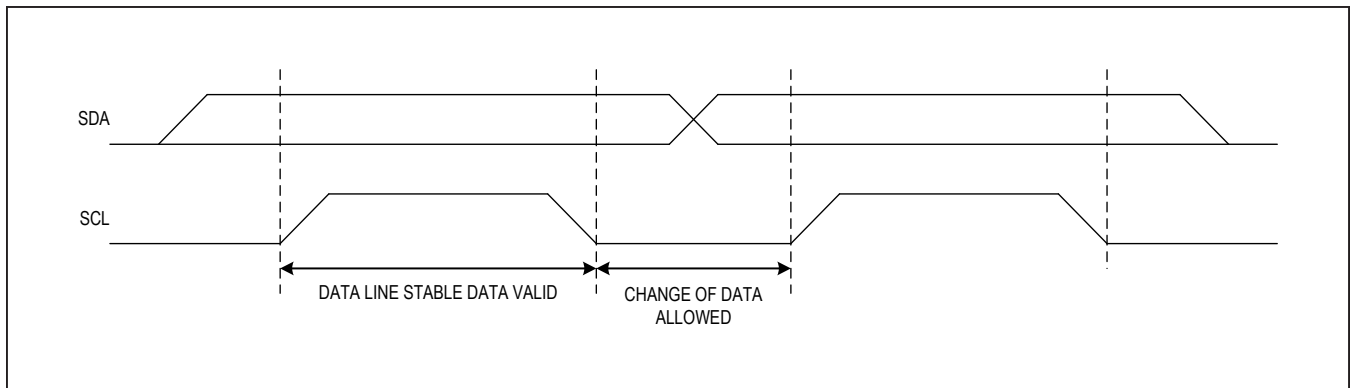 SDA
SCL
DATA LINE STABLE DATA VALID
CHANGE OF DATA
ALLOWED